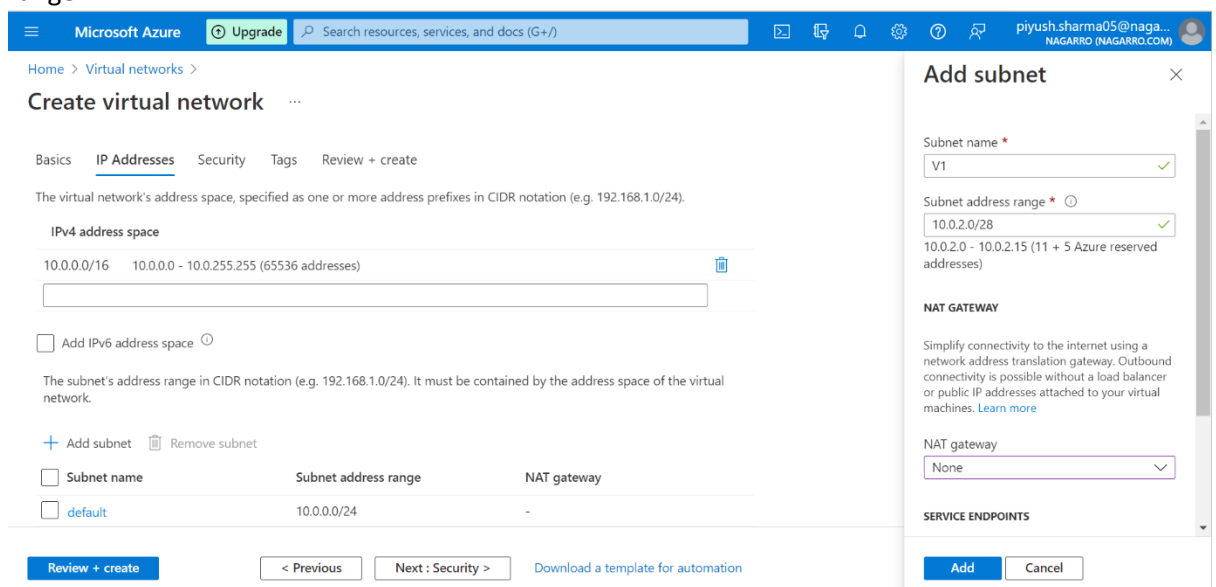 Microsoft Azure
Upgrade
Search resources, services, and docs (G+/)
piyush.sharma05@naga...
NAGARRO (NAGARRO.COM)
Home > Virtual networks >
Create virtual network ...
Basics IP Addresses Security Tags Review + create
The virtual network's address space, specified as one or more address prefixes in CIDR notation (e.g. 192.168.1.0/24).
IPv4 address space
10.0.0.0/16 10.0.0.0 - 10.0.255.255 (65536 addresses)
Add IPv6 address space
The subnet's address range in CIDR notation (e.g. 192.168.1.0/24). It must be contained by the address space of the virtual
network.
+ Add subnet Remove subnet
Subnet name Subnet address range NAT gateway
default 10.0.0.0/24 -
Review + create < Previous Next : Security > Download a template for automation
Add subnet
Subnet name *
V1
Subnet address range *
10.0.2.0/28
10.0.2.0 - 10.0.2.15 (11 + 5 Azure reserved
addresses)
NAT GATEWAY
Simplify connectivity to the internet using a
network address translation gateway. Outbound
connectivity is possible without a load balancer
or public IP addresses attached to your virtual
machines. Learn more
NAT gateway
None
SERVICE ENDPOINTS
Add Cancel